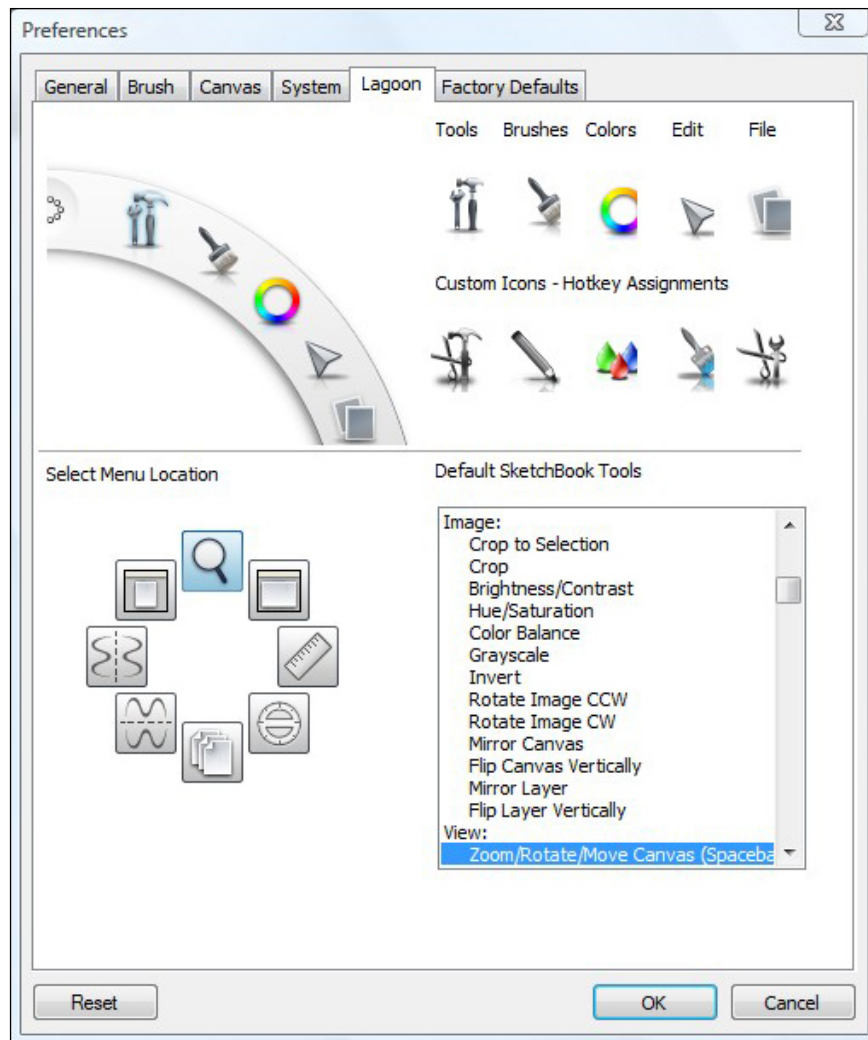 Preferences
General Brush Canvas System Lagoon Factory Defaults
Tools Brushes Colors Edit File
Custom Icons - Hotkey Assignments
Select Menu Location
Default SketchBook Tools
Image:
Crop to Selection
Crop
Brightness/Contrast
Hue/Saturation
Color Balance
Grayscale
Invert
Rotate Image CCW
Rotate Image CW
Mirror Canvas
Flip Canvas Vertically
Mirror Layer
Flip Layer Vertically
View:
Zoom/Rotate/Move Canvas (Spaceba
Reset OK Cancel